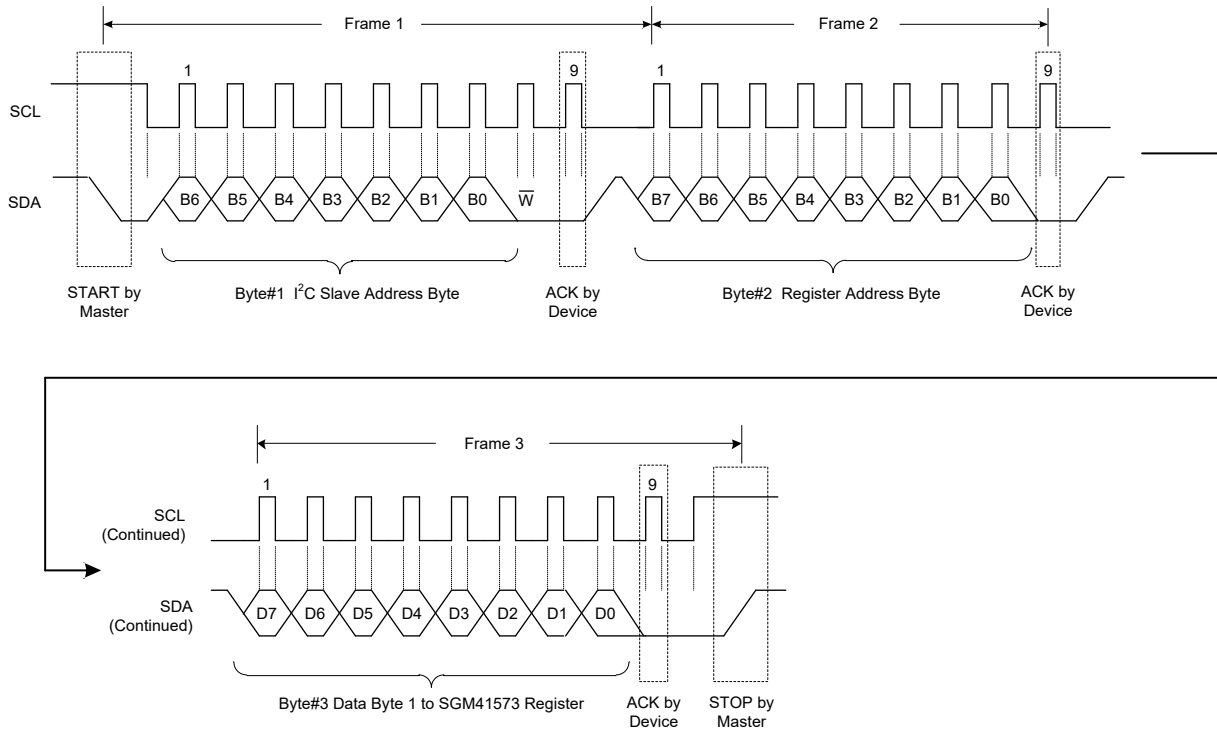 Frame 1
Frame 2
1
9
1
9
SCL
SDA
B6 B5 B4 B3 B2 B1 B0 W̅
B7 B6 B5 B4 B3 B2 B1 B0
START by
Master
Byte#1 I²C Slave Address Byte
ACK by
Device
Byte#2 Register Address Byte
ACK by
Device
Frame 3
1
9
SCL
(Continued)
SDA
(Continued)
D7 D6 D5 D4 D3 D2 D1 D0
Byte#3 Data Byte 1 to SGM41573 Register
ACK by
Device
STOP by
Master